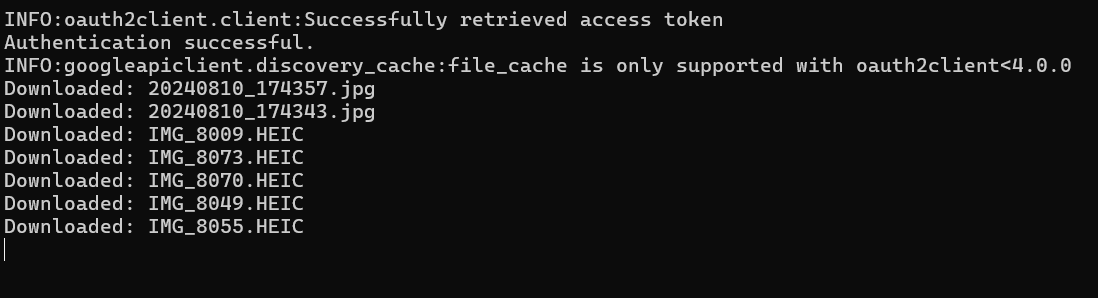 INFO:oauth2client.client:Successfully retrieved access token
Authentication successful.
INFO:googleapiclient.discovery_cache:file_cache is only supported with oauth2client<4.0.0
Downloaded: 20240810_174357.jpg
Downloaded: 20240810_174343.jpg
Downloaded: IMG_8009.HEIC
Downloaded: IMG_8073.HEIC
Downloaded: IMG_8070.HEIC
Downloaded: IMG_8049.HEIC
Downloaded: IMG_8055.HEIC